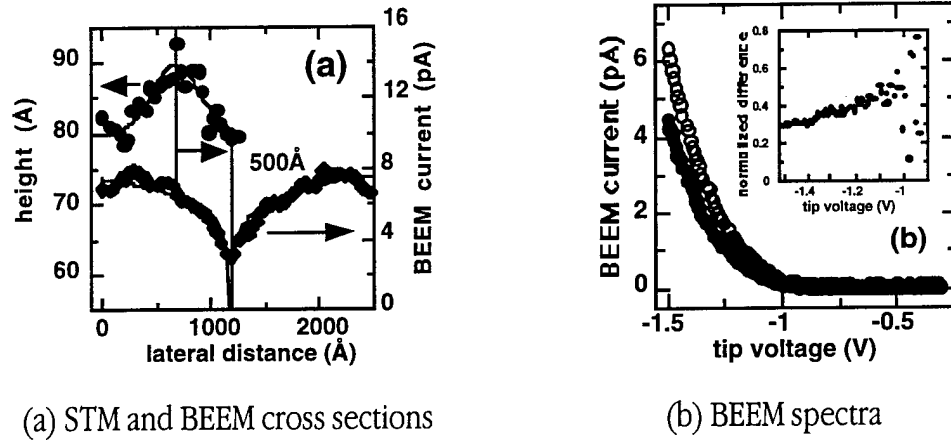 16
90
(a)
12
height (Å)
BEEM current (pA)
80
500Å
8
70
4
60
0
0
1000
2000
lateral distance (Å)
(a) STM and BEEM cross sections
(b)
6
BEEM current (pA)
4
2
0
-1.5
-1
-0.5
tip voltage (V)
normalized difference
0.8
0.6
0.4
0.2
0
-1.4
-1.2
-1
tip voltage (V)
(b)
(b) BEEM spectra